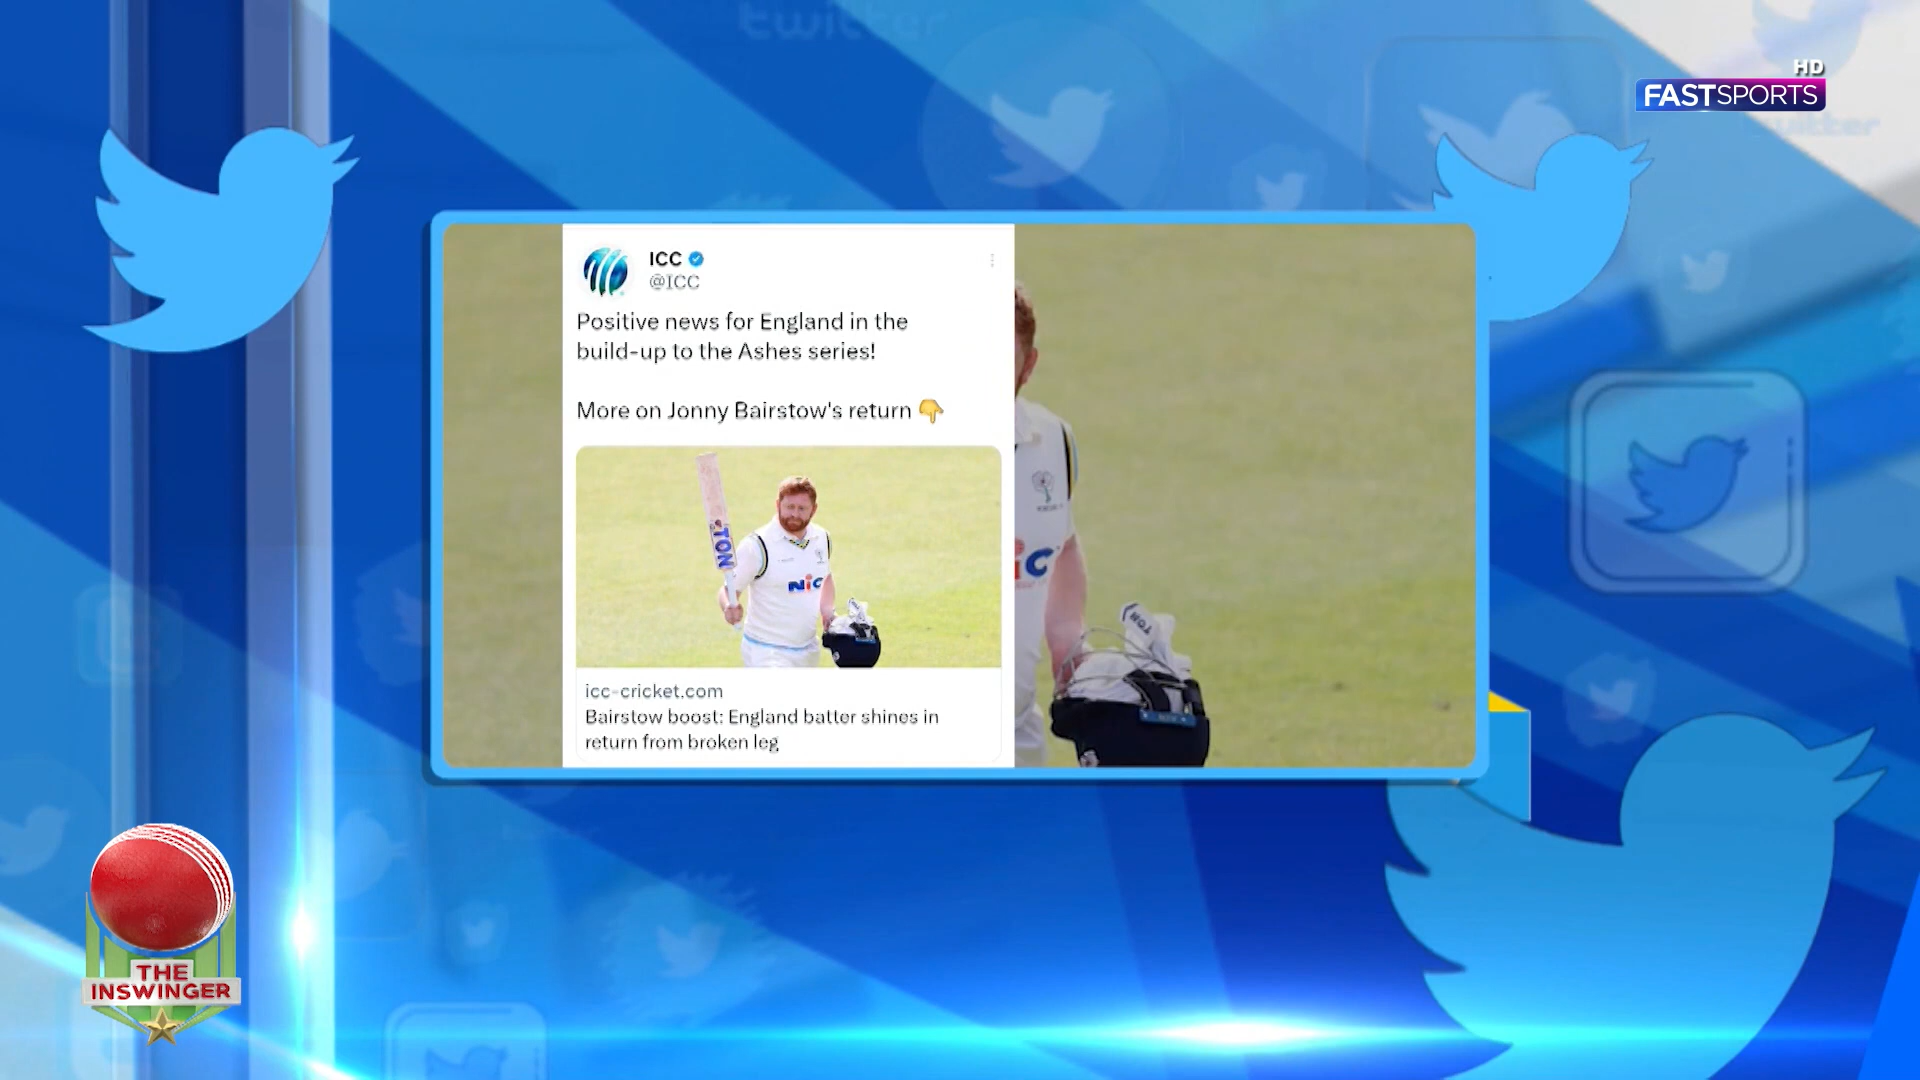 twitter
HD
FASTSPORTS
twitter
ICC
@ICC
Positive news for England in the
build-up to the Ashes series!
More on Jonny Bairstow's return
TON
NIC
icc-cricket.com
Bairstow boost: England batter shines in
return from broken leg
THE
INSWINGER